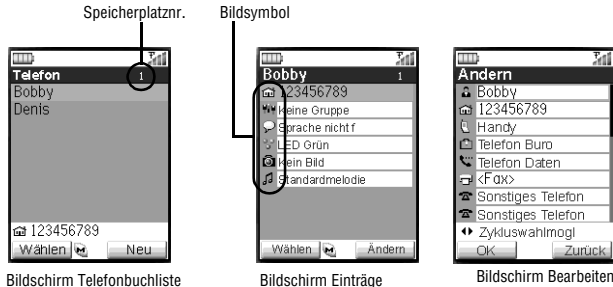 Speicherplatznr.
Bildsymbol
Telefon 1
Bobby
Denis
123456789
Wählen
Neu
Bildschirm Telefonbuchliste
Bobby 1
123456789
Keine Gruppe
Sprache nicht f
LED Grün
Kein Bild
Standardmelodie
Wählen
Ändern
Bildschirm Einträge
Andern
Bobby
123456789
Handy
Telefon Buro
Telefon Daten
<Fax>
Sonstiges Telefon
Sonstiges Telefon
Zykluswahlmogl
OK
Zurück
Bildschirm Bearbeiten